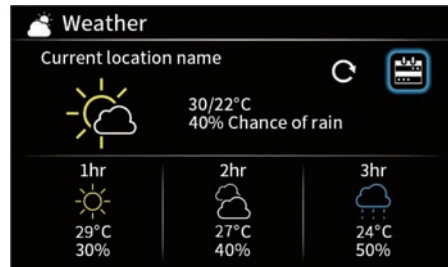 Weather
Current location name
30/22°C
40% Chance of rain
1hr 2hr 3hr
29°C 27°C 24°C
30% 40% 50%